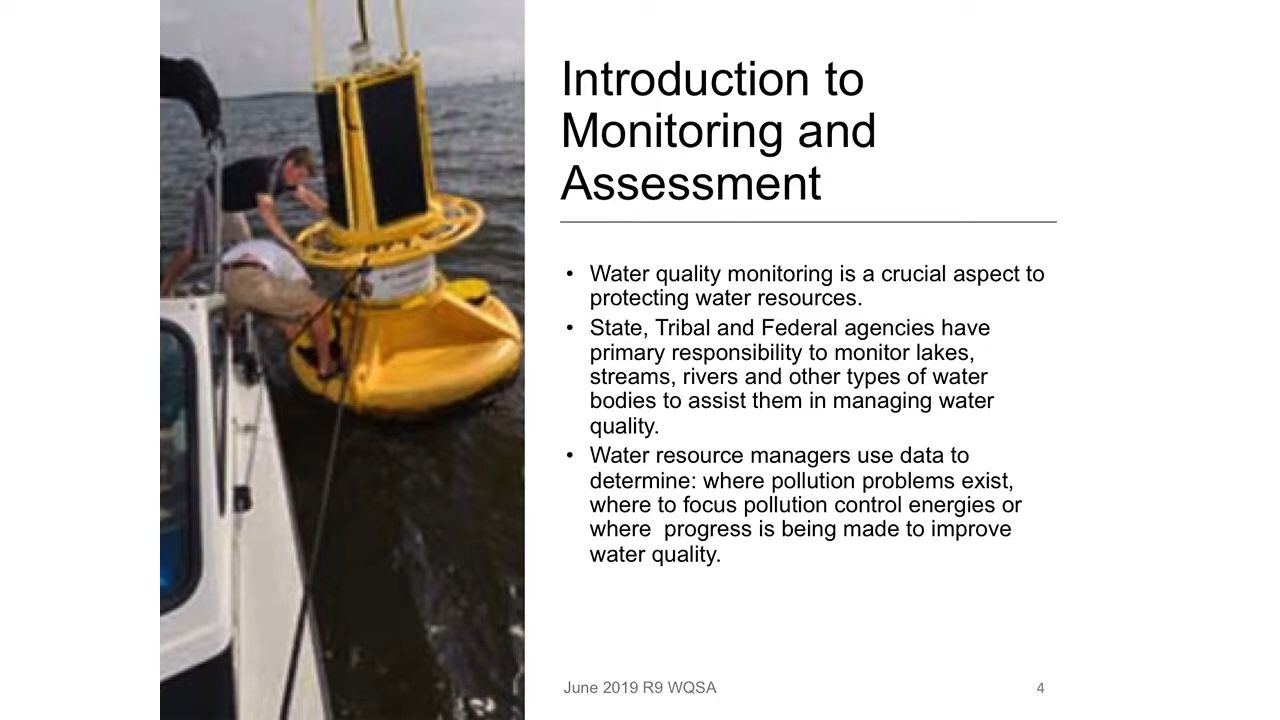 Introduction to
Monitoring and
Assessment
• Water quality monitoring is a crucial aspect to
protecting water resources.
• State, Tribal and Federal agencies have
primary responsibility to monitor lakes,
streams, rivers and other types of water
bodies to assist them in managing water
quality.
• Water resource managers use data to
determine: where pollution problems exist,
where to focus pollution control energies or
where  progress is being made to improve
water quality.
June 2019 R9 WQSA
4